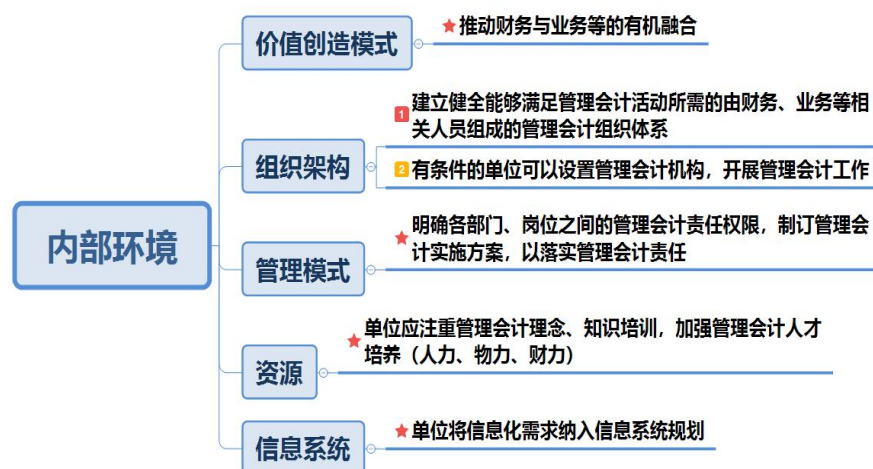 内部环境
价值创造模式
推动财务与业务等的有机融合
组织架构
1 建立健全能够满足管理会计活动所需的由财务、业务等相
关人员组成的管理会计组织体系
2 有条件的单位可以设置管理会计机构，开展管理会计工作
管理模式
明确各部门、岗位之间的管理会计责任权限，制订管理会
计实施方案，以落实管理会计责任
资源
单位应注重管理会计理念、知识培训，加强管理会计人才
培养（人力、物力、财力）
信息系统
单位将信息化需求纳入信息系统规划